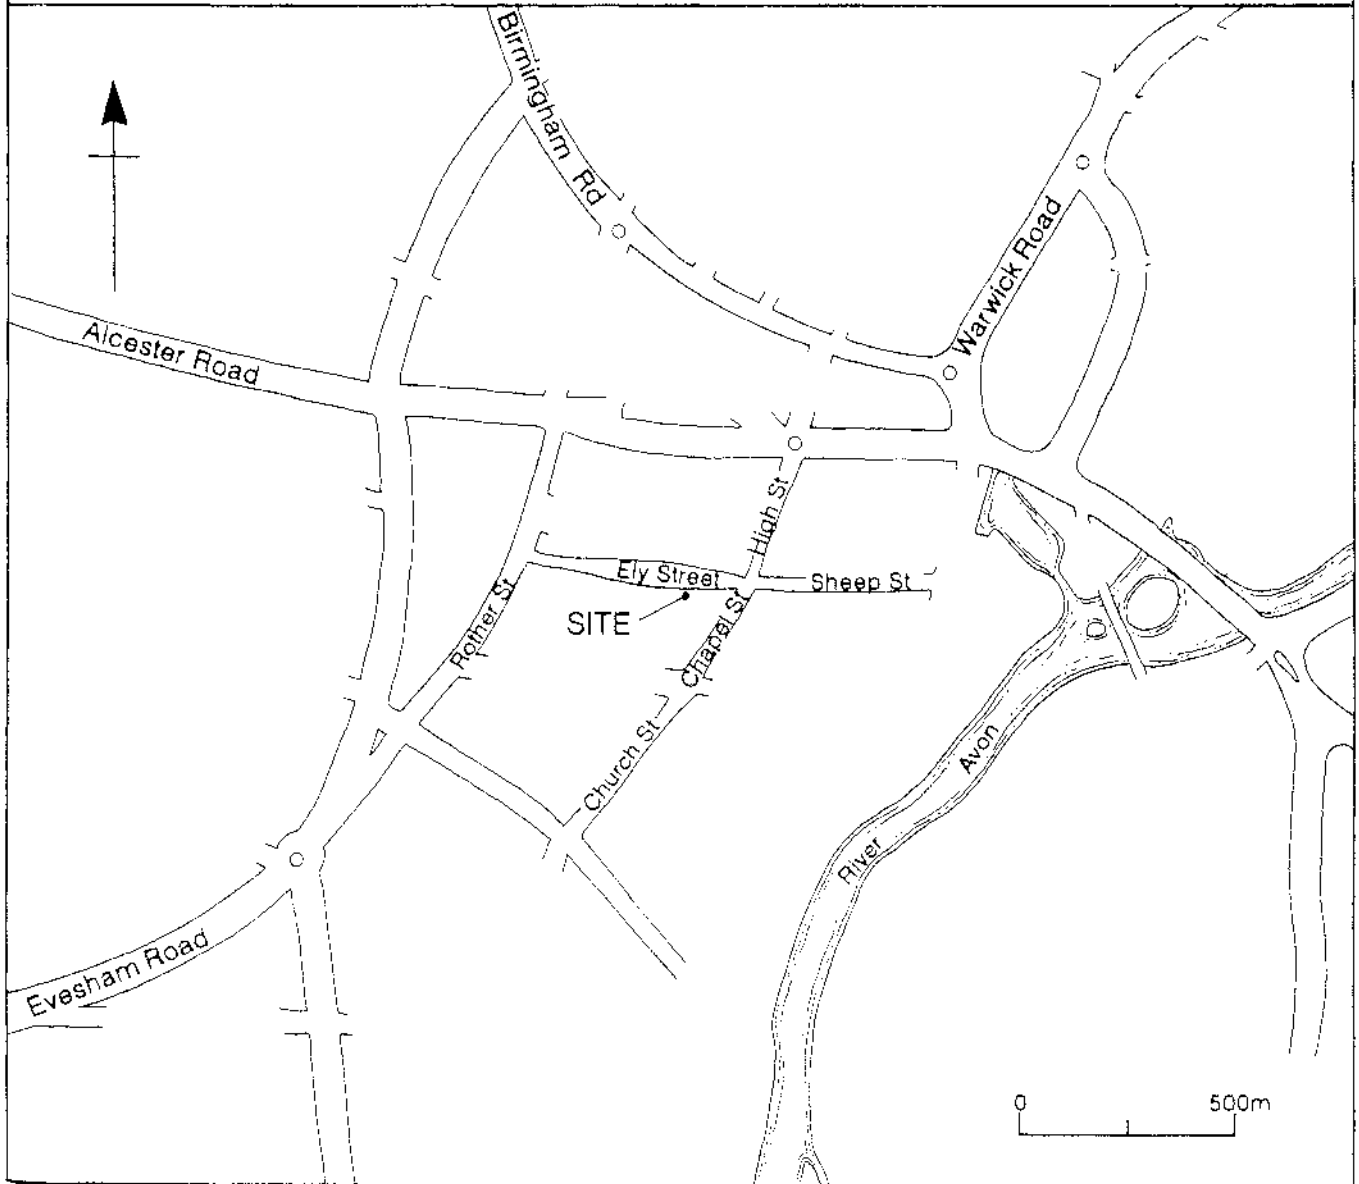 Birmingham Rd
Warwick Road
Alcester Road
High St
Ely Street
Sheep St
SITE
Rother St
Chapel St
Church St
River Avon
Evesham Road
0 500m